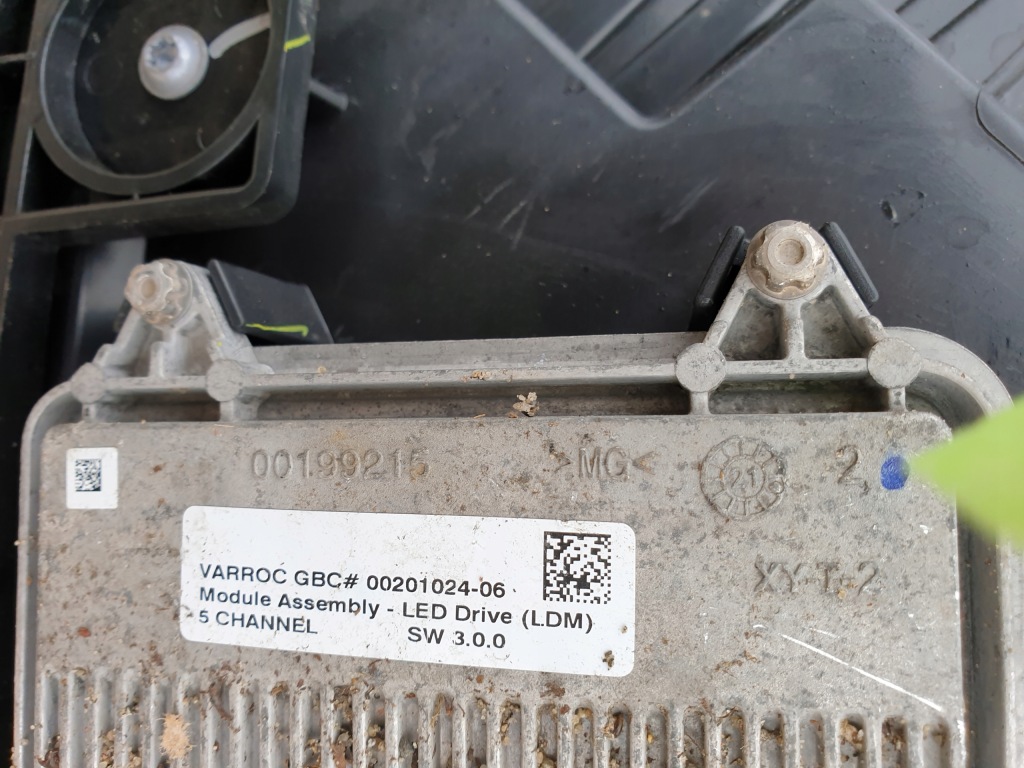 00199215 >MG< 21 2
VARROC GBC# 00201024-06
Module Assembly - LED Drive (LDM)
5 CHANNEL SW 3.0.0
XY-T-2